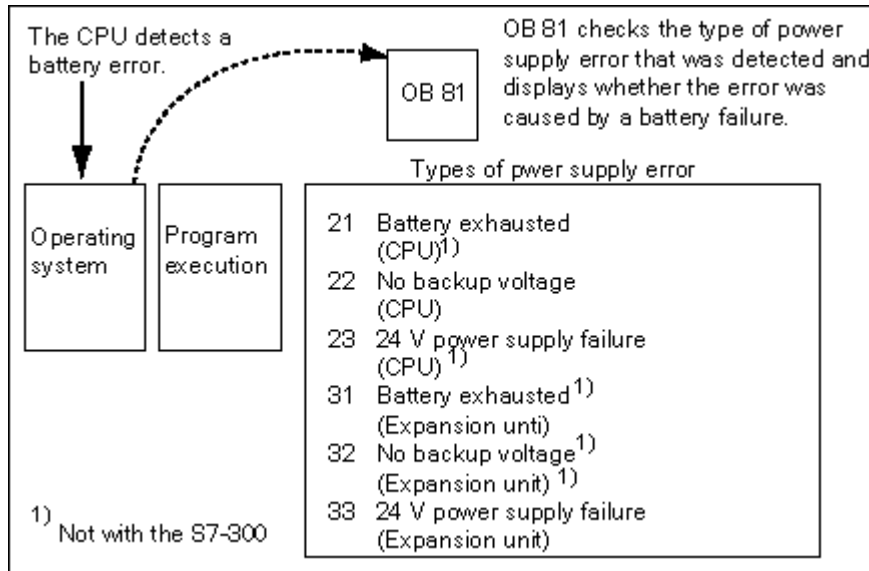 The CPU detects a
battery error.
OB 81
OB 81 checks the type of power
supply error that was detected and
displays whether the error was
caused by a battery failure.
Operating
system
Program
execution
Types of pwer supply error
21 Battery exhausted
(CPU)1)
22 No backup voltage
(CPU)
23 24 V power supply failure
(CPU) 1)
31 Battery exhausted1)
(Expansion unti)
32 No backup voltage1)
(Expansion unit) 1)
33 24 V power supply failure
(Expansion unit)
1) Not with the S7-300